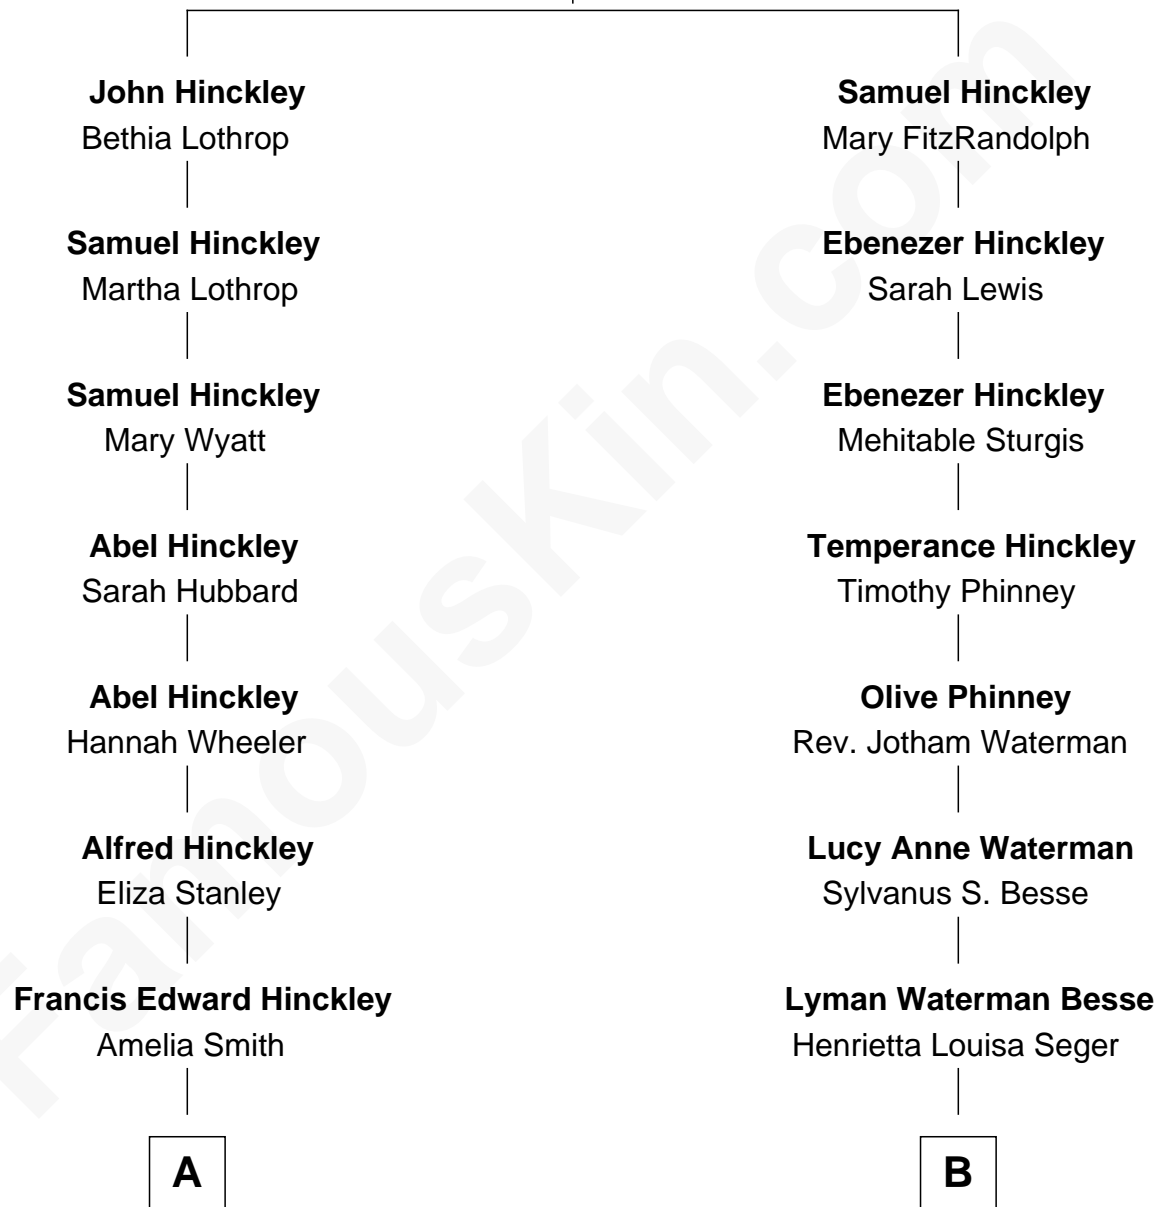 John Hinckley
Bethia Lothrop
Samuel Hinckley
Martha Lothrop
Samuel Hinckley
Mary Wyatt
Abel Hinckley
Sarah Hubbard
Abel Hinckley
Hannah Wheeler
Alfred Hinckley
Eliza Stanley
Francis Edward Hinckley
Amelia Smith
A
Samuel Hinckley
Mary FitzRandolph
Ebenezer Hinckley
Sarah Lewis
Ebenezer Hinckley
Mehitable Sturgis
Temperance Hinckley
Timothy Phinney
Olive Phinney
Rev. Jotham Waterman
Lucy Anne Waterman
Sylvanus S. Besse
Lyman Waterman Besse
Henrietta Louisa Seger
B
FamousKin.com